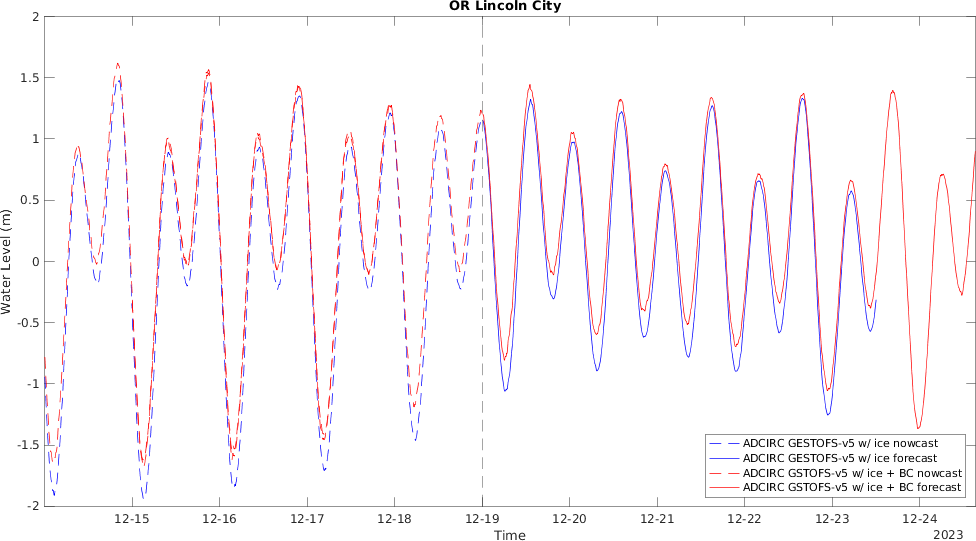 OR Lincoln City
2
1.5
1
0.5
0
-0.5
-1
-1.5
-2
Water Level (m)
12-15 12-16 12-17 12-18 12-19 12-20 12-21 12-22 12-23 12-24
Time
2023
ADCIRC GESTOFS-v5 w/ ice nowcast
ADCIRC GESTOFS-v5 w/ ice forecast
ADCIRC GSTOFS-v5 w/ ice + BC nowcast
ADCIRC GSTOFS-v5 w/ ice + BC forecast